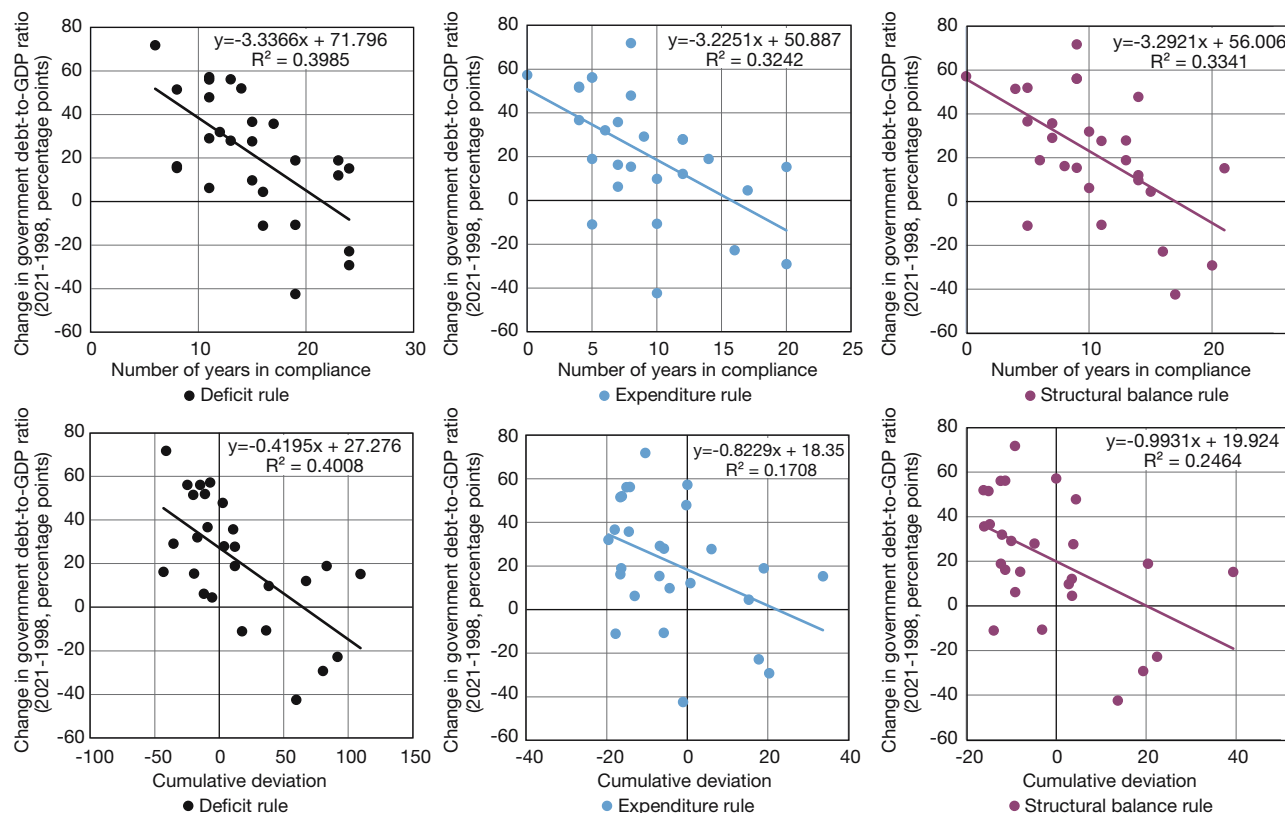 Change in government debt-to-GDP ratio
(2021-1998, percentage points)
80
60
40
20
0
-20
-40
-60
y=-3.3366x + 71.796
R² = 0.3985
0
10
20
30
Number of years in compliance
Deficit rule
Change in government debt-to-GDP ratio
(2021-1998, percentage points)
80
60
40
20
0
-20
-40
-60
y=-3.2251x + 50.887
R² = 0.3242
0
5
10
15
20
25
Number of years in compliance
Expenditure rule
Change in government debt-to-GDP ratio
(2021-1998, percentage points)
80
60
40
20
0
-20
-40
-60
y=-3.2921x + 56.006
R² = 0.3341
0
10
20
Number of years in compliance
Structural balance rule
Change in government debt-to-GDP ratio
(2021-1998, percentage points)
80
60
40
20
0
-20
-40
-60
y=-0.4195x + 27.276
R² = 0.4008
-100
-50
0
50
100
Cumulative deviation
Deficit rule
Change in government debt-to-GDP ratio
(2021-1998, percentage points)
80
60
40
20
0
-20
-40
-60
y=-0.8229x + 18.35
R² = 0.1708
-40
-20
0
20
40
Cumulative deviation
Expenditure rule
Change in government debt-to-GDP ratio
(2021-1998, percentage points)
80
60
40
20
0
-20
-40
-60
y=-0.9931x + 19.924
R² = 0.2464
-20
0
20
40
Cumulative deviation
Structural balance rule